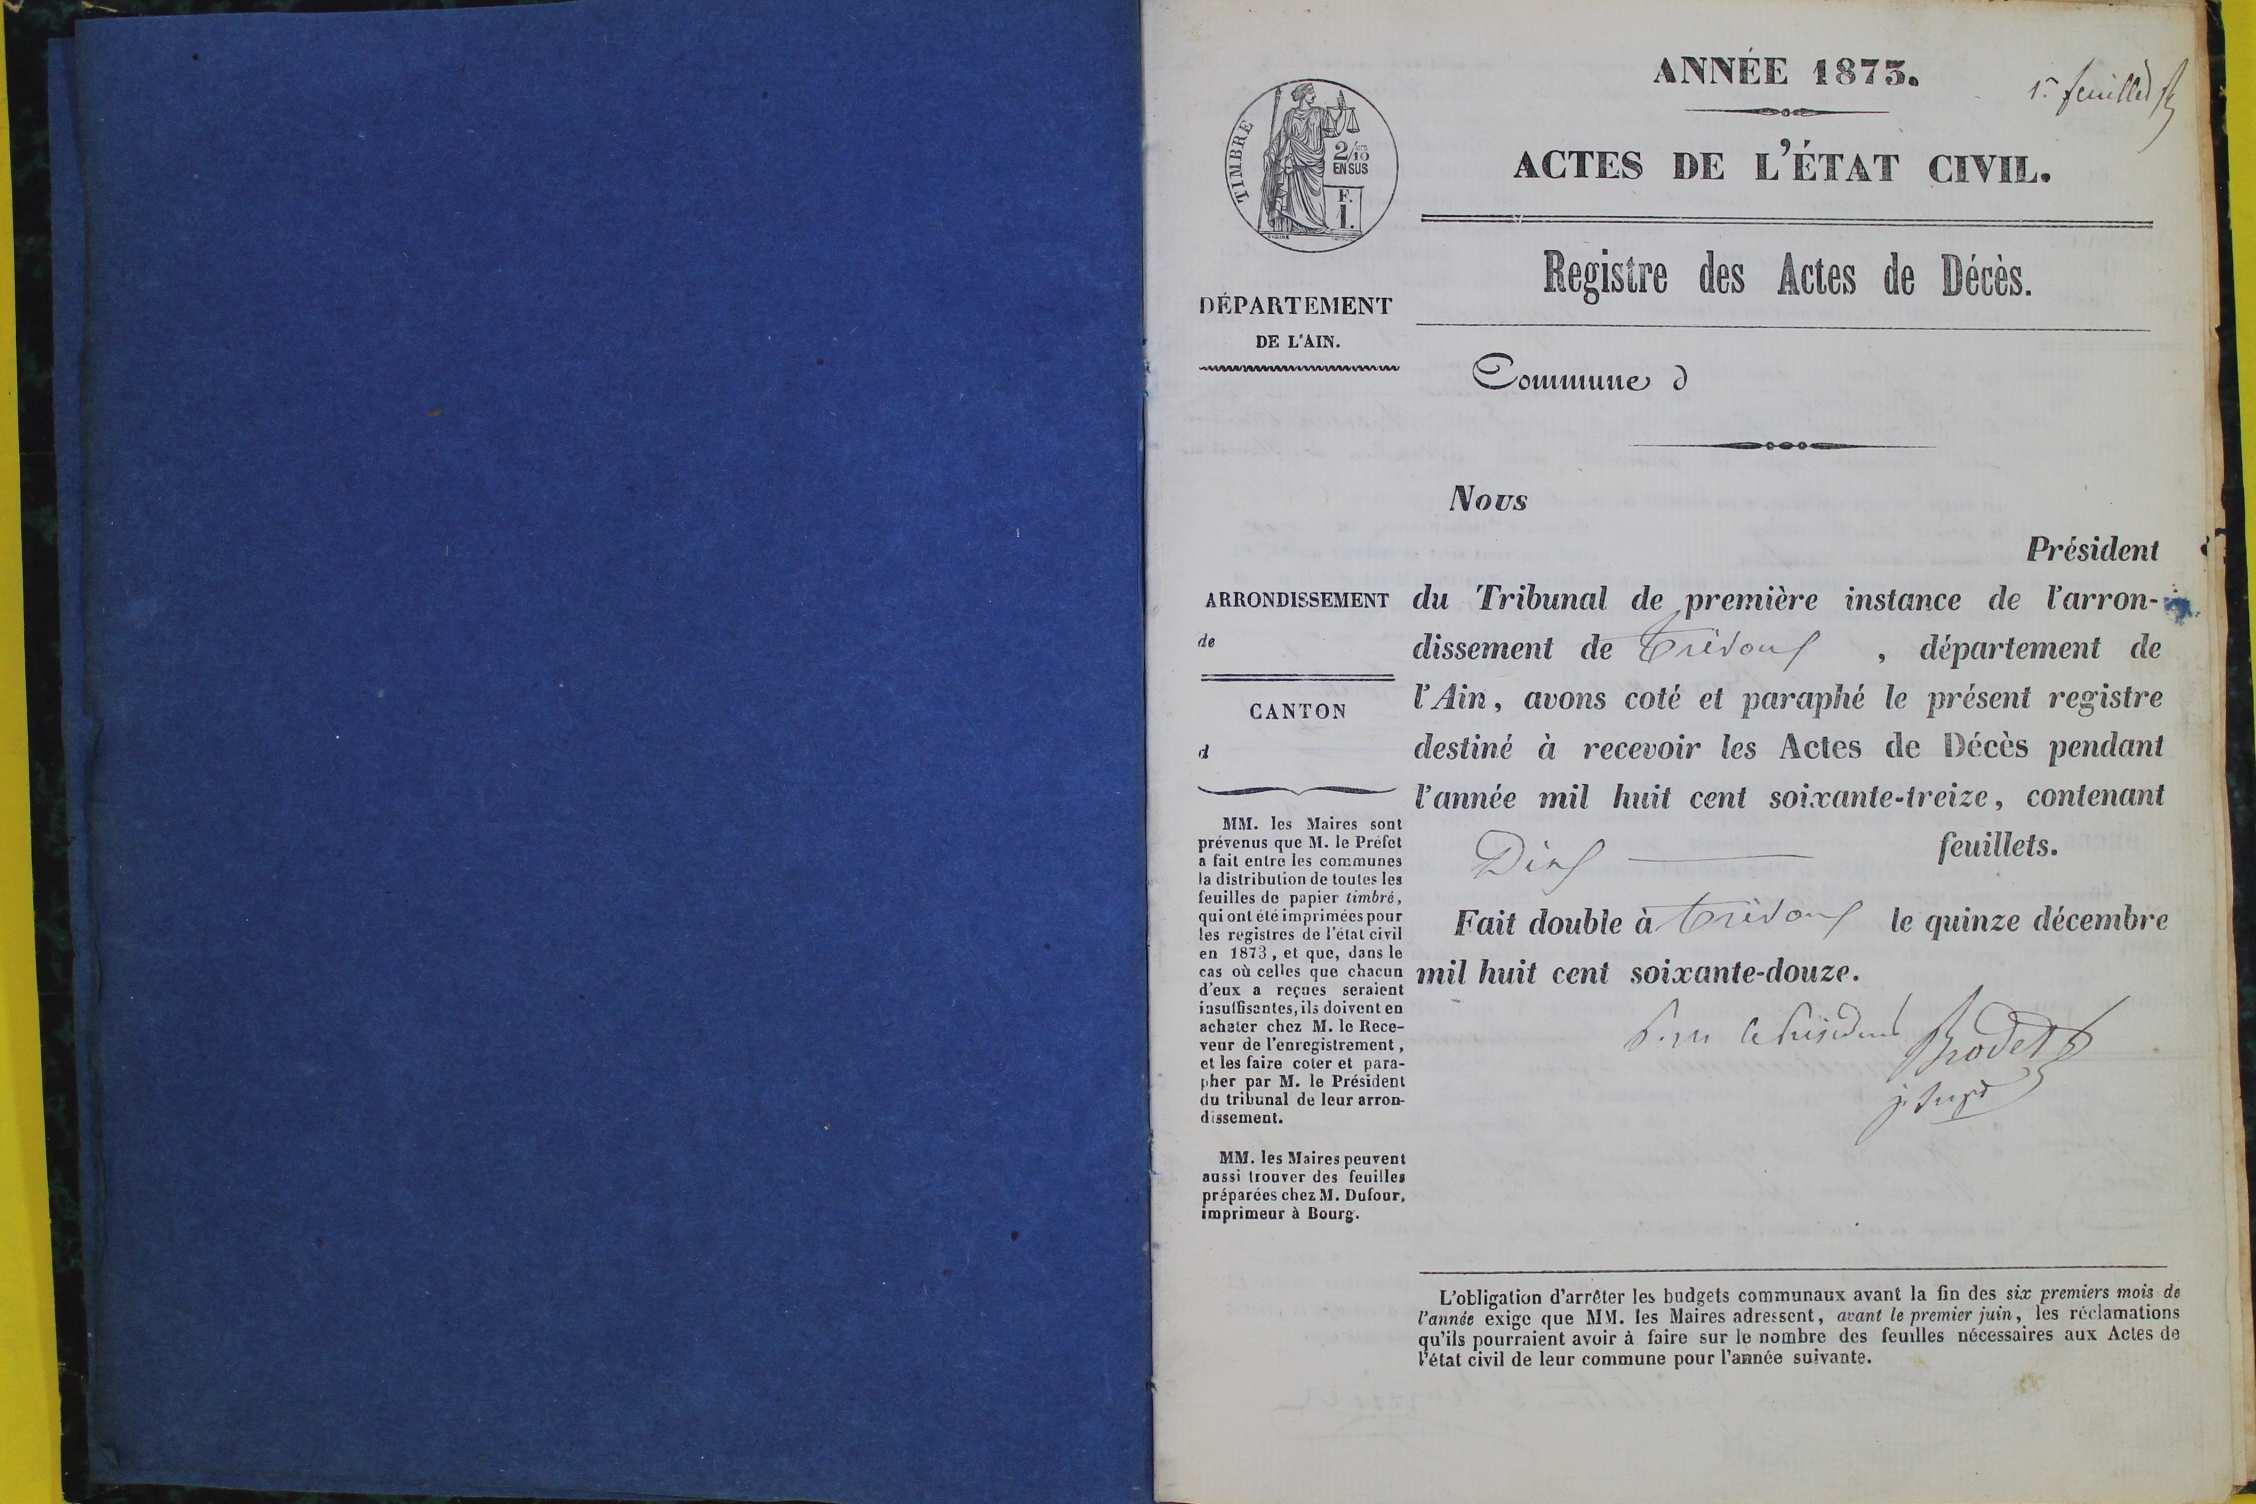 ANNÉE 1873.
1er feuillet
TIMBRE
2/10
EN SUS
F.
1.
ACTES DE L'ÉTAT CIVIL.
Registre des Actes de Décès.
DÉPARTEMENT
DE L'AIN.
Commune d
Nous
Président
du Tribunal de première instance de l'arron-
dissement de Trévoux, département de
l'Ain, avons coté et paraphé le présent registre
destiné à recevoir les Actes de Décès pendant
l'année mil huit cent soixante-treize, contenant
Dix feuillets.
Fait double à Trévoux le quinze décembre
mil huit cent soixante-douze.
Pour le Président
Brodet
j. supt
ARRONDISSEMENT
de
CANTON
d
MM. les Maires sont
prévenus que M. le Préfet
a fait entre les communes
la distribution de toutes les
feuilles de papier timbré,
qui ont été imprimées pour
les registres de l'état civil
en 1873, et que, dans le
cas où celles que chacun
d'eux a reçues seraient
insuffisantes, ils doivent en
acheter chez M. le Rece-
veur de l'enregistrement,
et les faire coter et para-
pher par M. le Président
du tribunal de leur arron-
dissement.
MM. les Maires peuvent
aussi trouver des feuilles
préparées chez M. Dufour,
imprimeur à Bourg.
L'obligation d'arrêter les budgets communaux avant la fin des six premiers mois de
l'année exige que MM. les Maires adressent, avant le premier juin, les réclamations
qu'ils pourraient avoir à faire sur le nombre des feuilles nécessaires aux Actes de
l'état civil de leur commune pour l'année suivante.